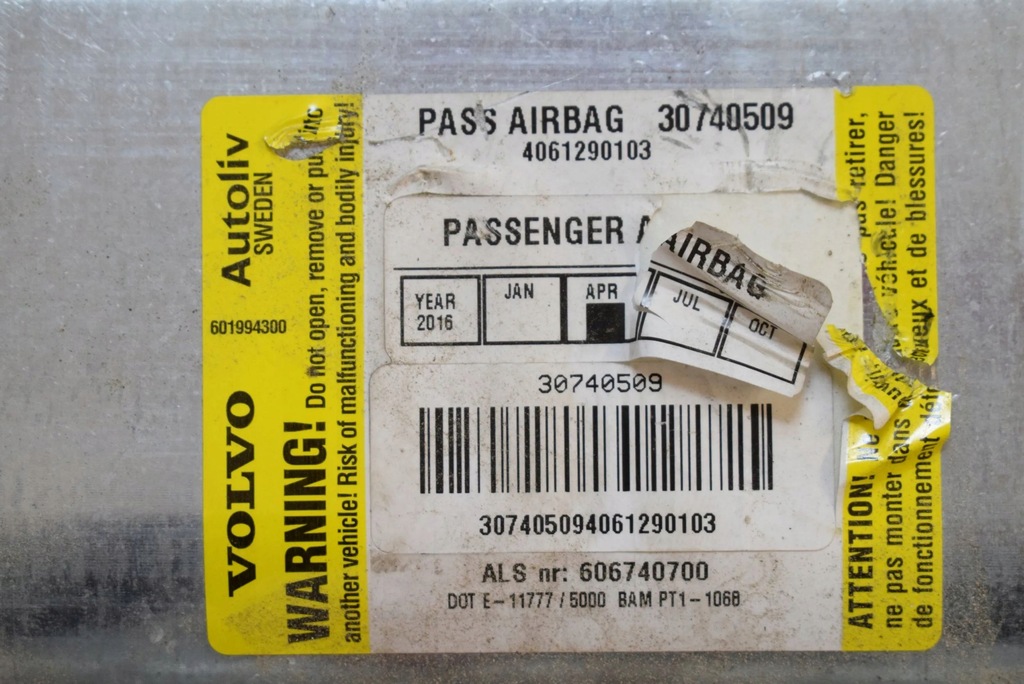 VOLVO
Autoliv
SWEDEN
601994300
WARNING! Do not open, remove or
another vehicle! Risk of malfunctioning and bodily injury!
PASS AIRBAG 30740509
4061290103
PASSENGER AIRBAG
YEAR
2016
JAN
APR
JUL
OCT
30740509
307405094061290103
ALS nr: 606740700
DOT E-11777 / 5000 BAM PT1-1068
ATTENTION! Ne pas retirer,
ne pas monter dans véhicule! Danger
de fonctionnement et de blessures!